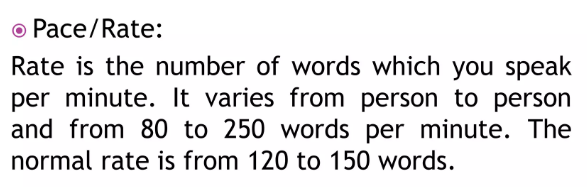 Pace/Rate:
Rate is the number of words which you speak
per minute. It varies from person to person
and from 80 to 250 words per minute. The
normal rate is from 120 to 150 words.